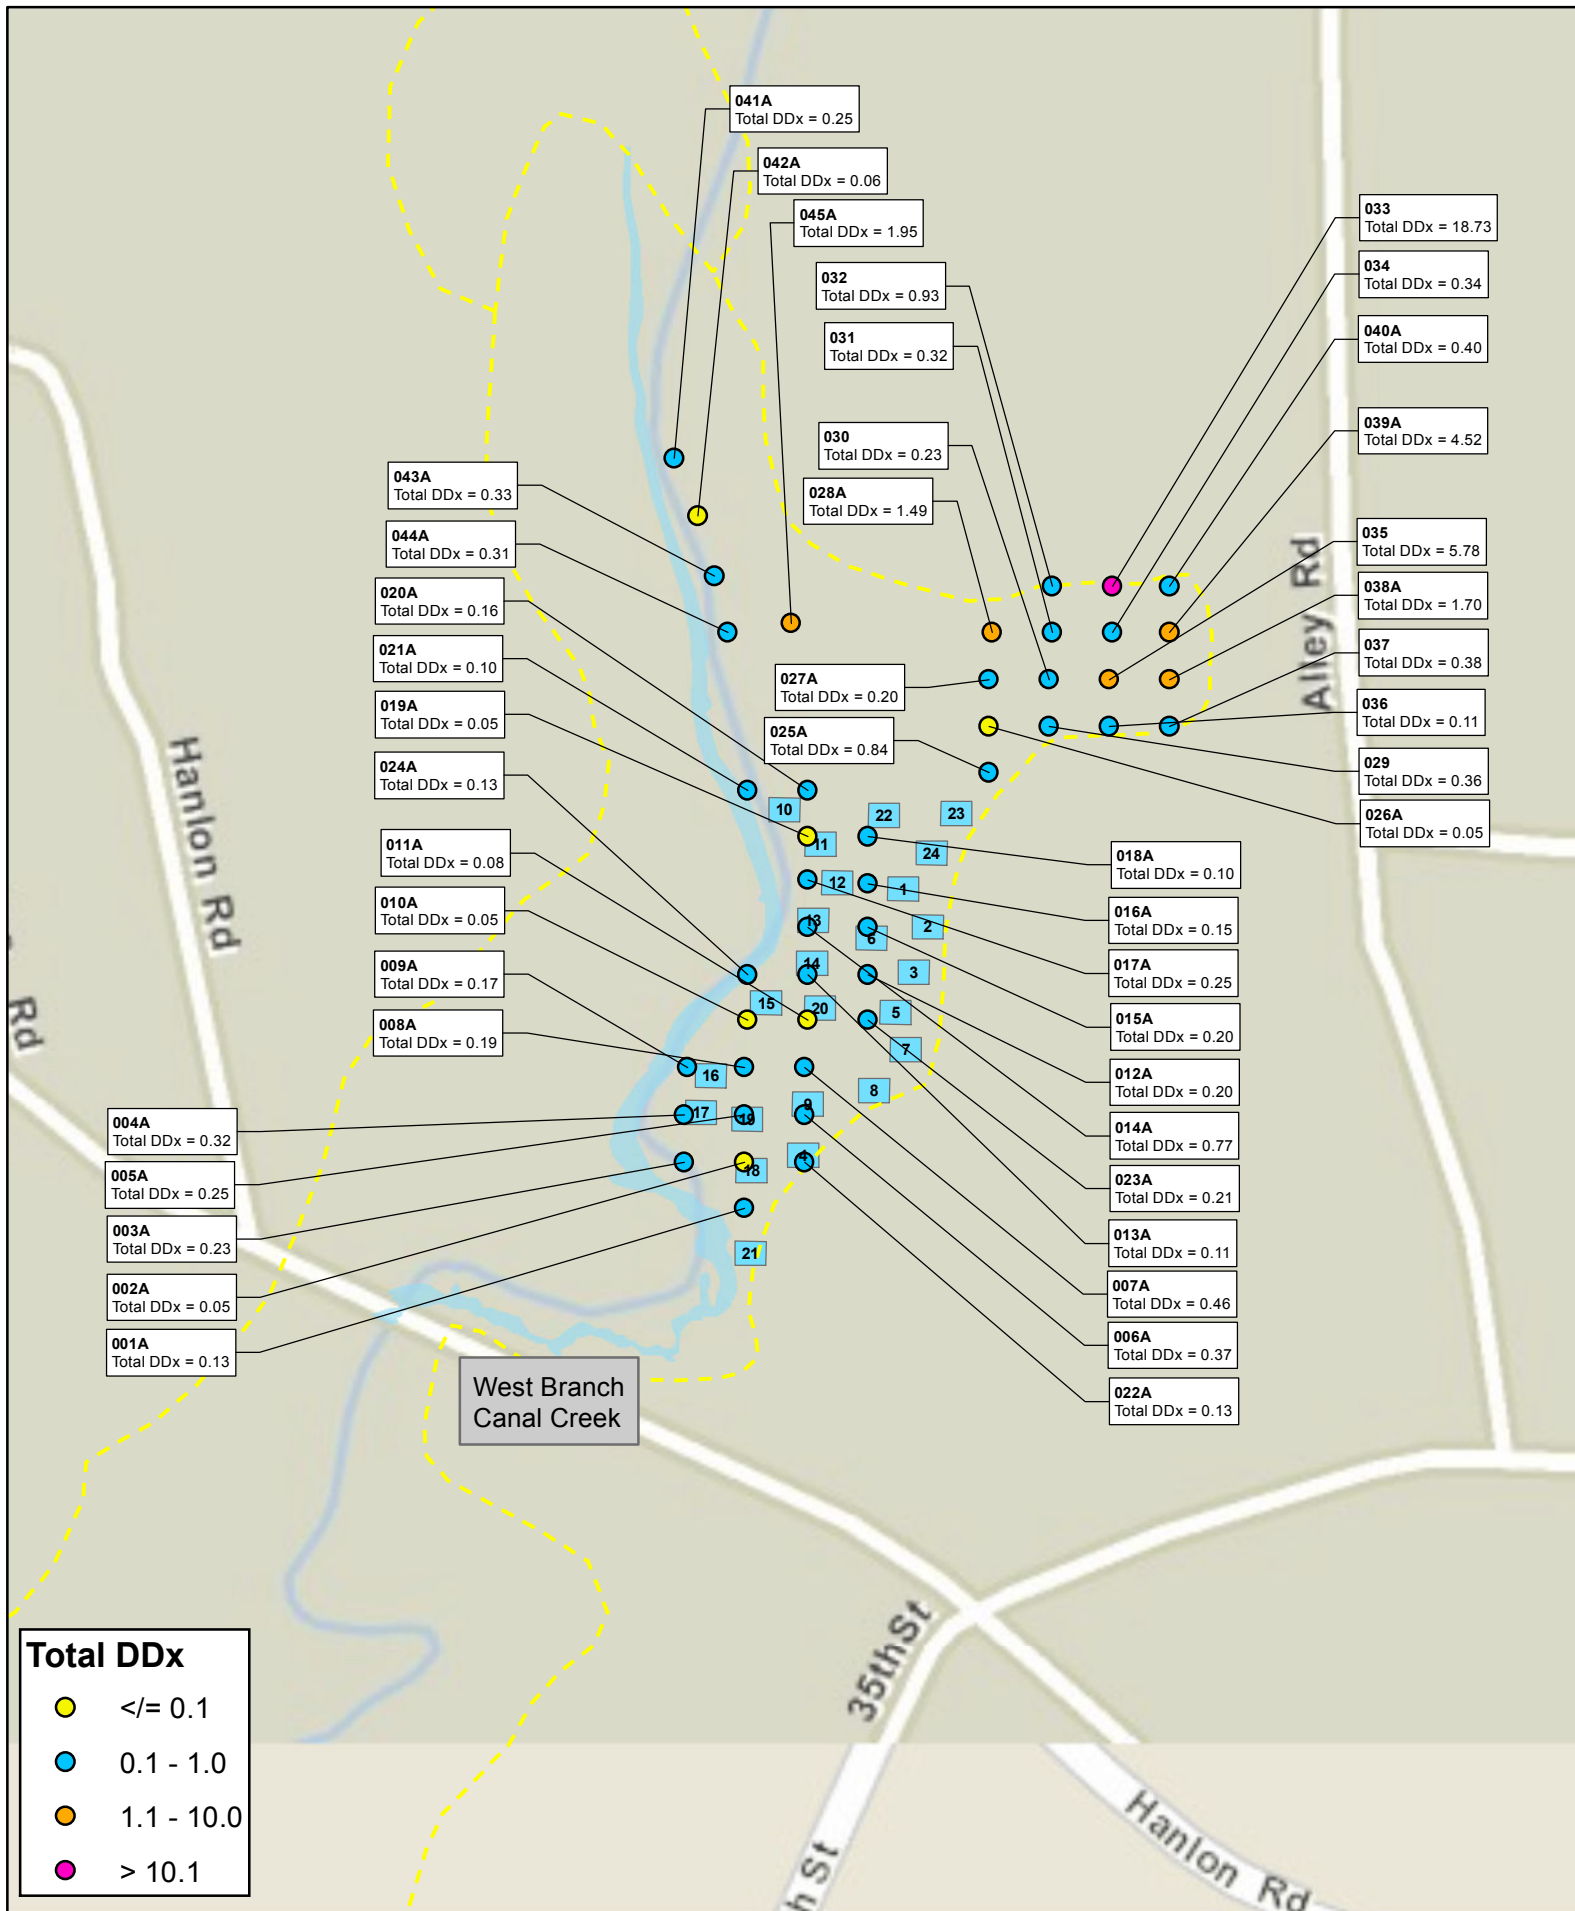 041A
Total DDx = 0.25
042A
Total DDx = 0.06
045A
Total DDx = 1.95
033
Total DDx = 18.73
032
Total DDx = 0.93
034
Total DDx = 0.34
031
Total DDx = 0.32
040A
Total DDx = 0.40
030
Total DDx = 0.23
039A
Total DDx = 4.52
043A
Total DDx = 0.33
028A
Total DDx = 1.49
044A
Total DDx = 0.31
035
Total DDx = 5.78
020A
Total DDx = 0.16
038A
Total DDx = 1.70
021A
Total DDx = 0.10
037
Total DDx = 0.38
027A
Total DDx = 0.20
019A
Total DDx = 0.05
036
Total DDx = 0.11
025A
Total DDx = 0.84
024A
Total DDx = 0.13
029
Total DDx = 0.36
026A
Total DDx = 0.05
011A
Total DDx = 0.08
018A
Total DDx = 0.10
010A
Total DDx = 0.05
016A
Total DDx = 0.15
009A
Total DDx = 0.17
017A
Total DDx = 0.25
008A
Total DDx = 0.19
015A
Total DDx = 0.20
012A
Total DDx = 0.20
004A
Total DDx = 0.32
014A
Total DDx = 0.77
005A
Total DDx = 0.25
023A
Total DDx = 0.21
003A
Total DDx = 0.23
013A
Total DDx = 0.11
002A
Total DDx = 0.05
007A
Total DDx = 0.46
001A
Total DDx = 0.13
006A
Total DDx = 0.37
022A
Total DDx = 0.13
10
22
23
11
24
12
1
13
2
6
14
3
15
20
5
7
16
8
17
19
9
4
18
21
Hanlon Rd
Rd
Alley Rd
West Branch
Canal Creek
35th St
h St
Hanlon Rd
Total DDx
</= 0.1
0.1 - 1.0
1.1 - 10.0
> 10.1